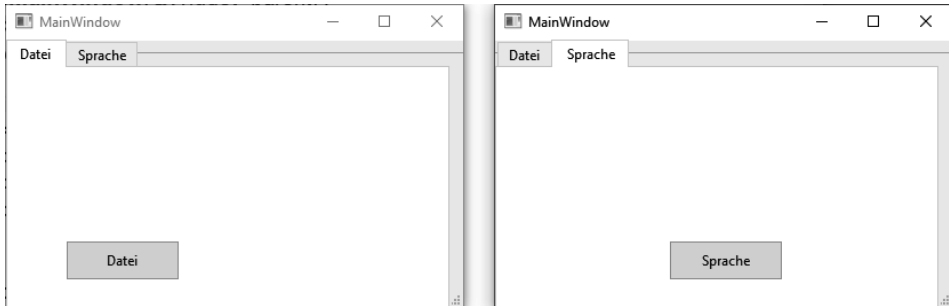 MainWindow
Datei Sprache
Datei
MainWindow
Datei Sprache
Sprache